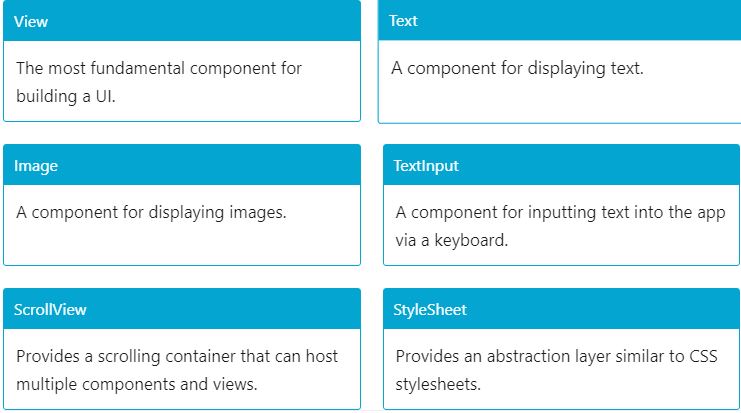 View
The most fundamental component for
building a UI.
Text
A component for displaying text.
Image
A component for displaying images.
TextInput
A component for inputting text into the app
via a keyboard.
ScrollView
Provides a scrolling container that can host
multiple components and views.
StyleSheet
Provides an abstraction layer similar to CSS
stylesheets.